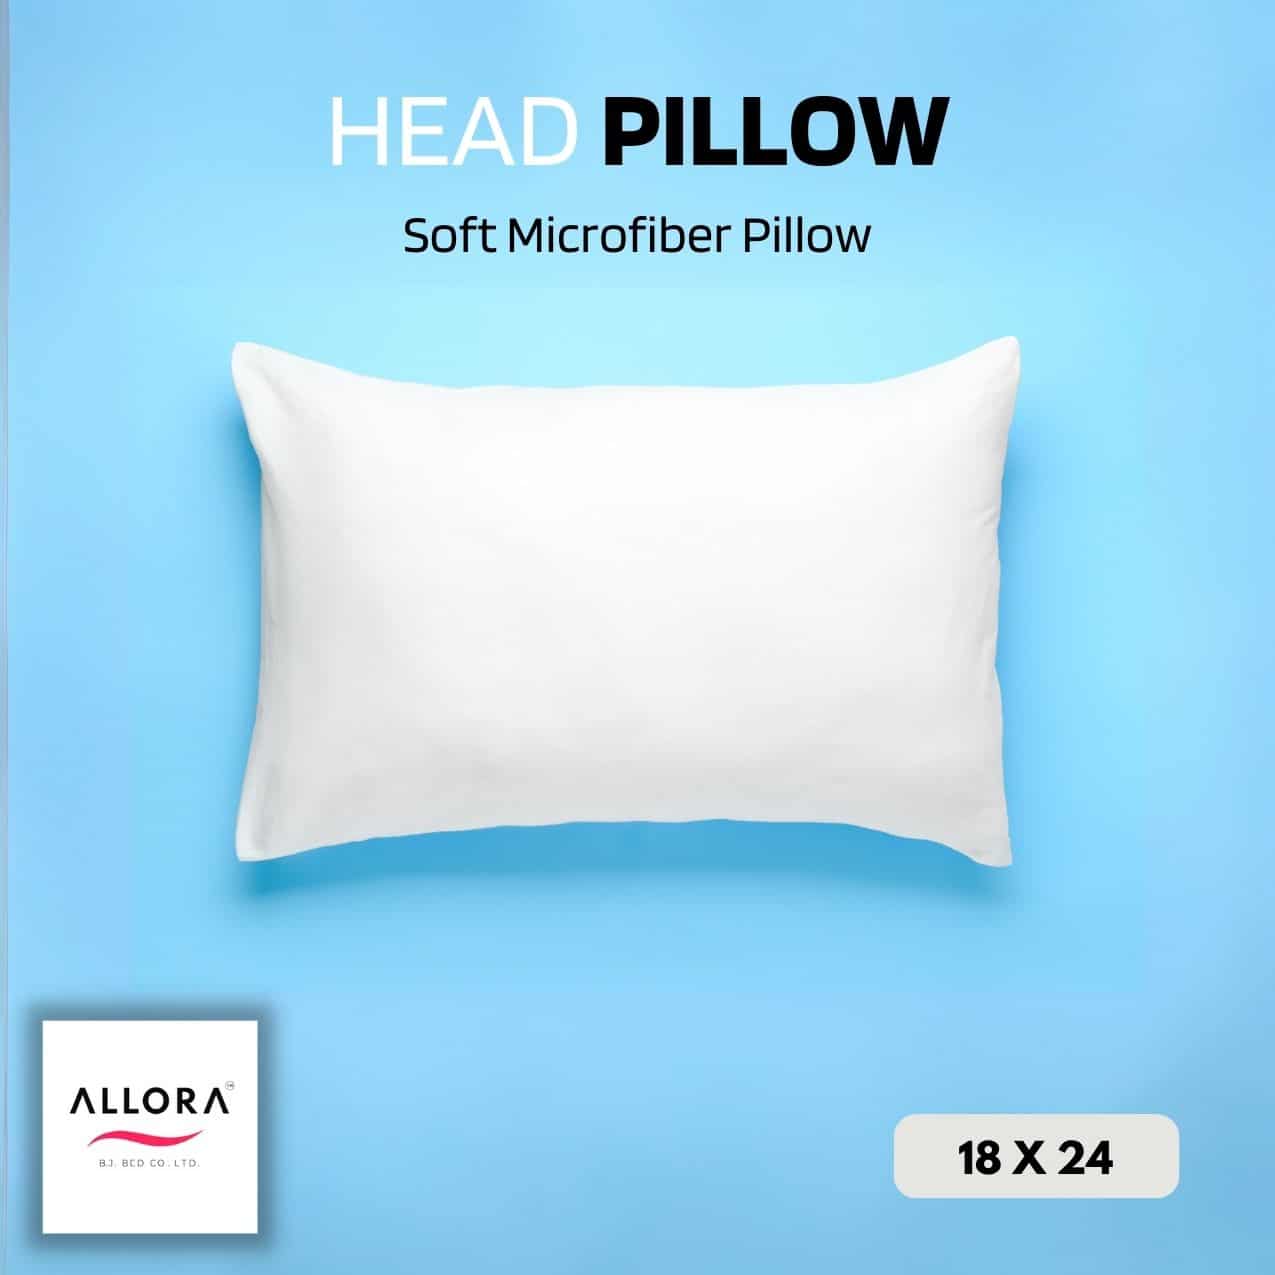 HEAD PILLOW
Soft Microfiber Pillow
ALLORA
B.J. BED CO. LTD.
18 X 24